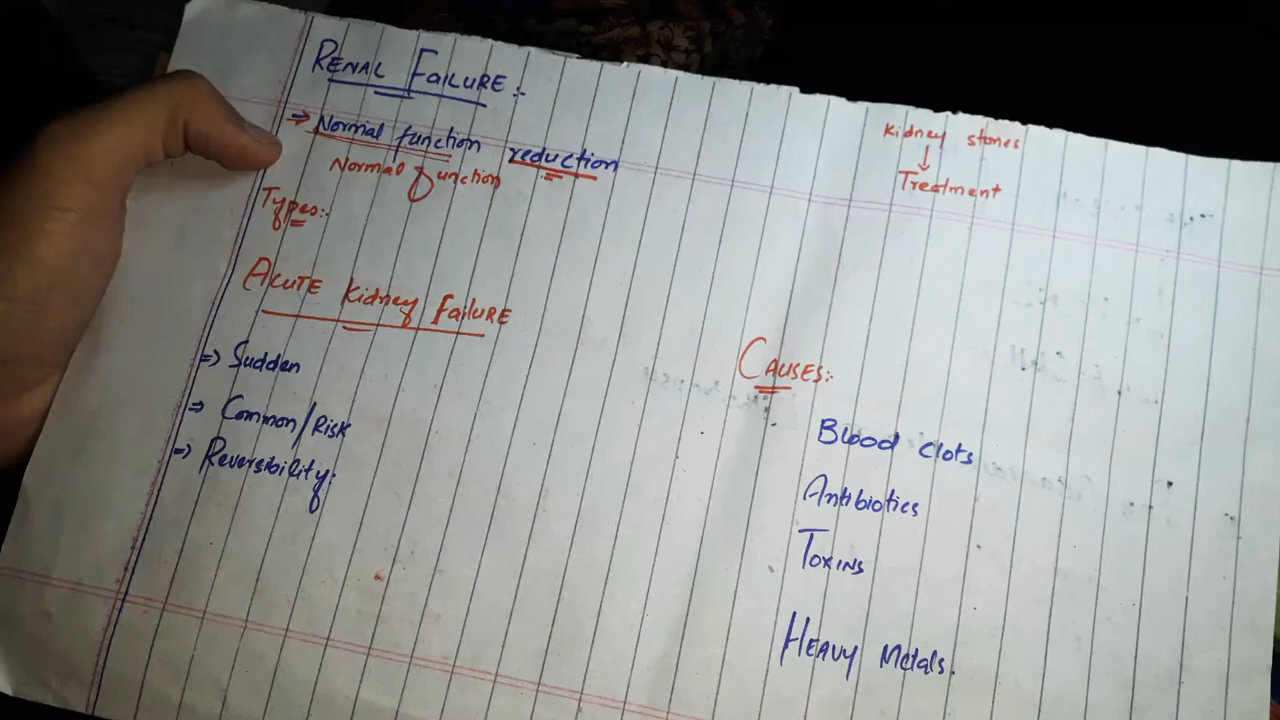 RENAL FAILURE:-
⇒ Normal function reduction
Normal function
Types:-
ACUTE Kidney FAILURE
⇒ Sudden
⇒ Common/Risk
⇒ Reversibility:
Kidney stones
↓
Treatment
CAUSES:-
Blood clots
Antibiotics
Toxins
HEAVY Metals.